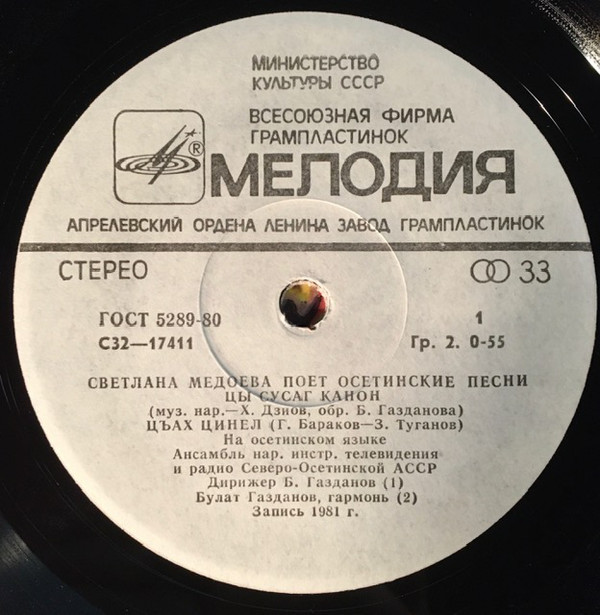 МИНИСТЕРСТВО
КУЛЬТУРЫ СССР
ВСЕСОЮЗНАЯ ФИРМА
ГРАМПЛАСТИНОК
® МЕЛОДИЯ
АПРЕЛЕВСКИЙ ОРДЕНА ЛЕНИНА ЗАВОД ГРАМПЛАСТИНОК
СТЕРЕО 33
ГОСТ 5289-80 1
С32—17411 Гр. 2. 0-55
СВЕТЛАНА МЕДОЕВА ПОЕТ ОСЕТИНСКИЕ ПЕСНИ
ЦЫ СУСАГ КАНОН
(муз. нар.—Х. Дзиов, обр. Б. Газданова)
ЦЪАХ ЦИНЕЛ (Г. Бараков—З. Туганов)
На осетинском языке
Ансамбль нар. инстр. телевидения
и радио Северо-Осетинской АССР
Дирижер Б. Газданов (1)
Булат Газданов, гармонь (2)
Запись 1981 г.